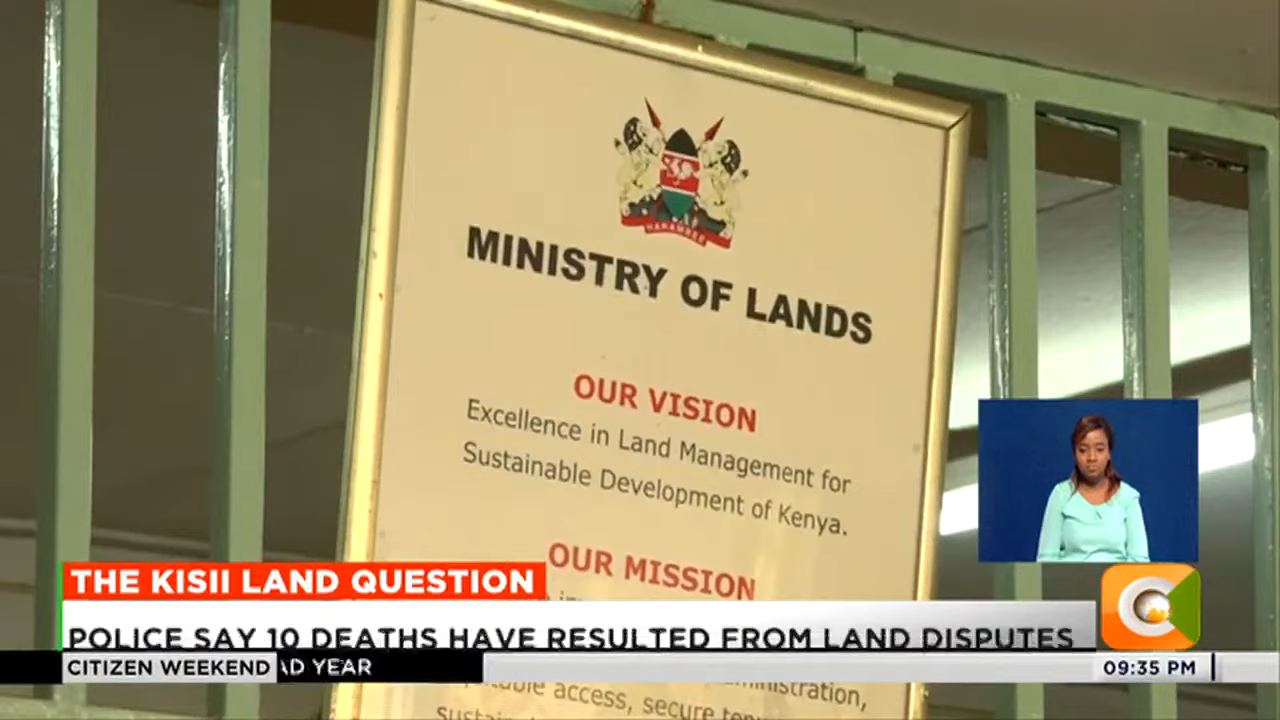 HARAMBEE
MINISTRY OF LANDS
OUR VISION
Excellence in Land Management for
Sustainable Development of Kenya.
OUR MISSION
THE KISII LAND QUESTION
POLICE SAY 10 DEATHS HAVE RESULTED FROM LAND DISPUTES
CITIZEN WEEKEND
AD YEAR
09:35 PM
access, secure